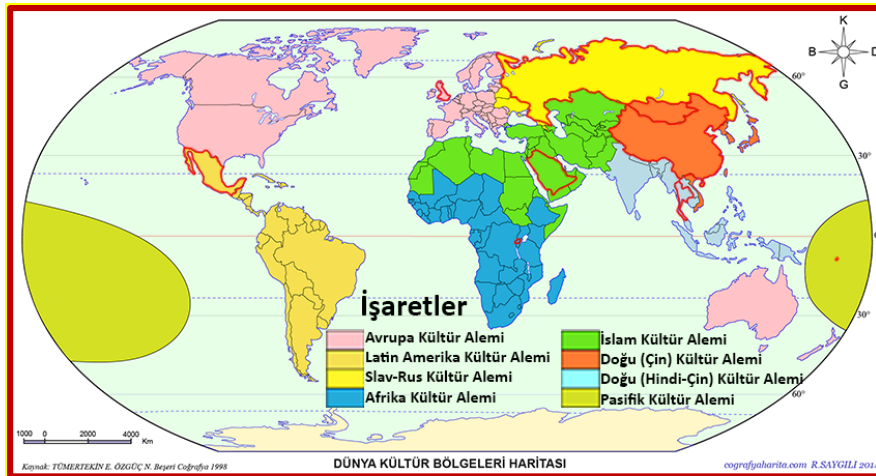 K
B D
G
60°
30°
0
30°
60°
İşaretler
Avrupa Kültür Alemi
Latin Amerika Kültür Alemi
Slav-Rus Kültür Alemi
Afrika Kültür Alemi
İslam Kültür Alemi
Doğu (Çin) Kültür Alemi
Doğu (Hindi-Çin) Kültür Alemi
Pasifik Kültür Alemi
1000 0 2000 4000
Km
Kaynak: TÜMERTEKİN E. ÖZGÜÇ N. Beşeri Coğrafya 1998
DÜNYA KÜLTÜR BÖLGELERİ HARİTASI
cografyaharita.com R.SAYGILI